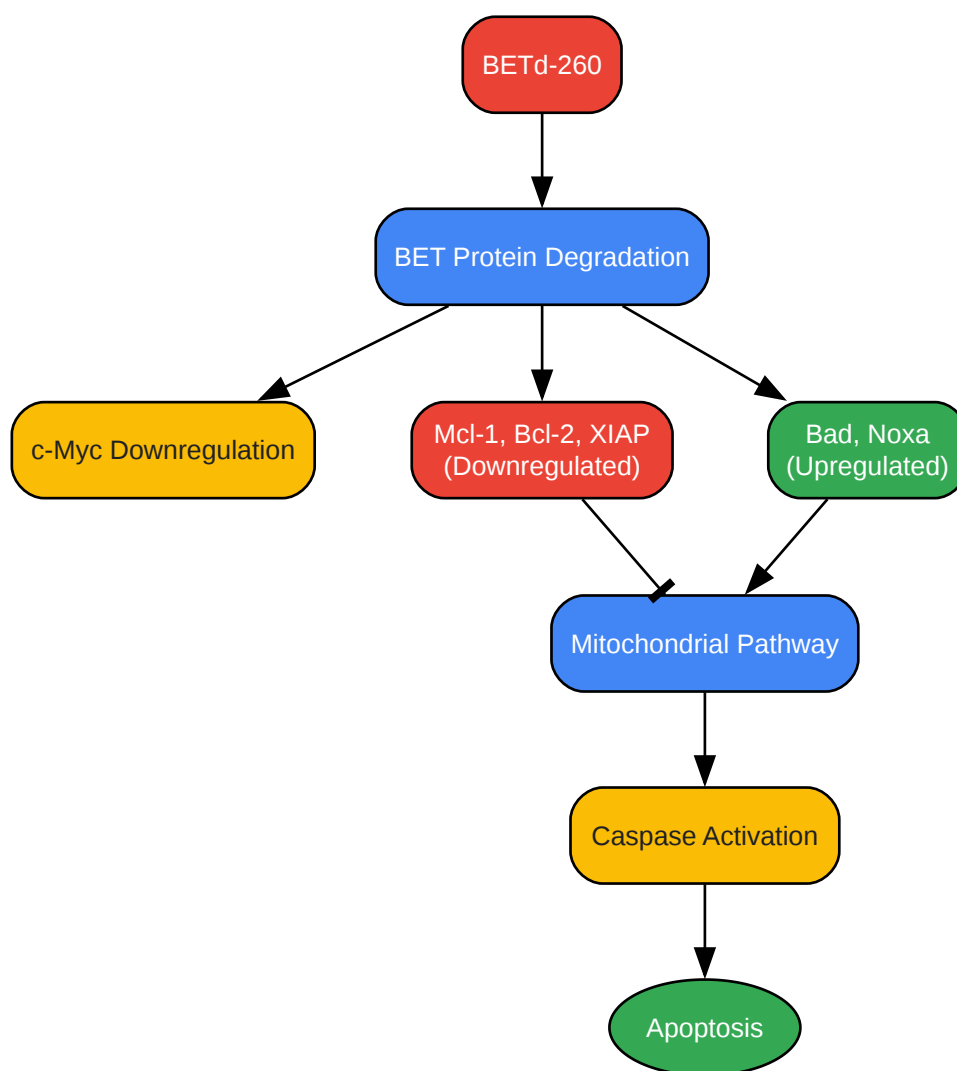 BETd-260
BET Protein Degradation
c-Myc Downregulation
Mcl-1, Bcl-2, XIAP
(Downregulated)
Bad, Noxa
(Upregulated)
Mitochondrial Pathway
Caspase Activation
Apoptosis